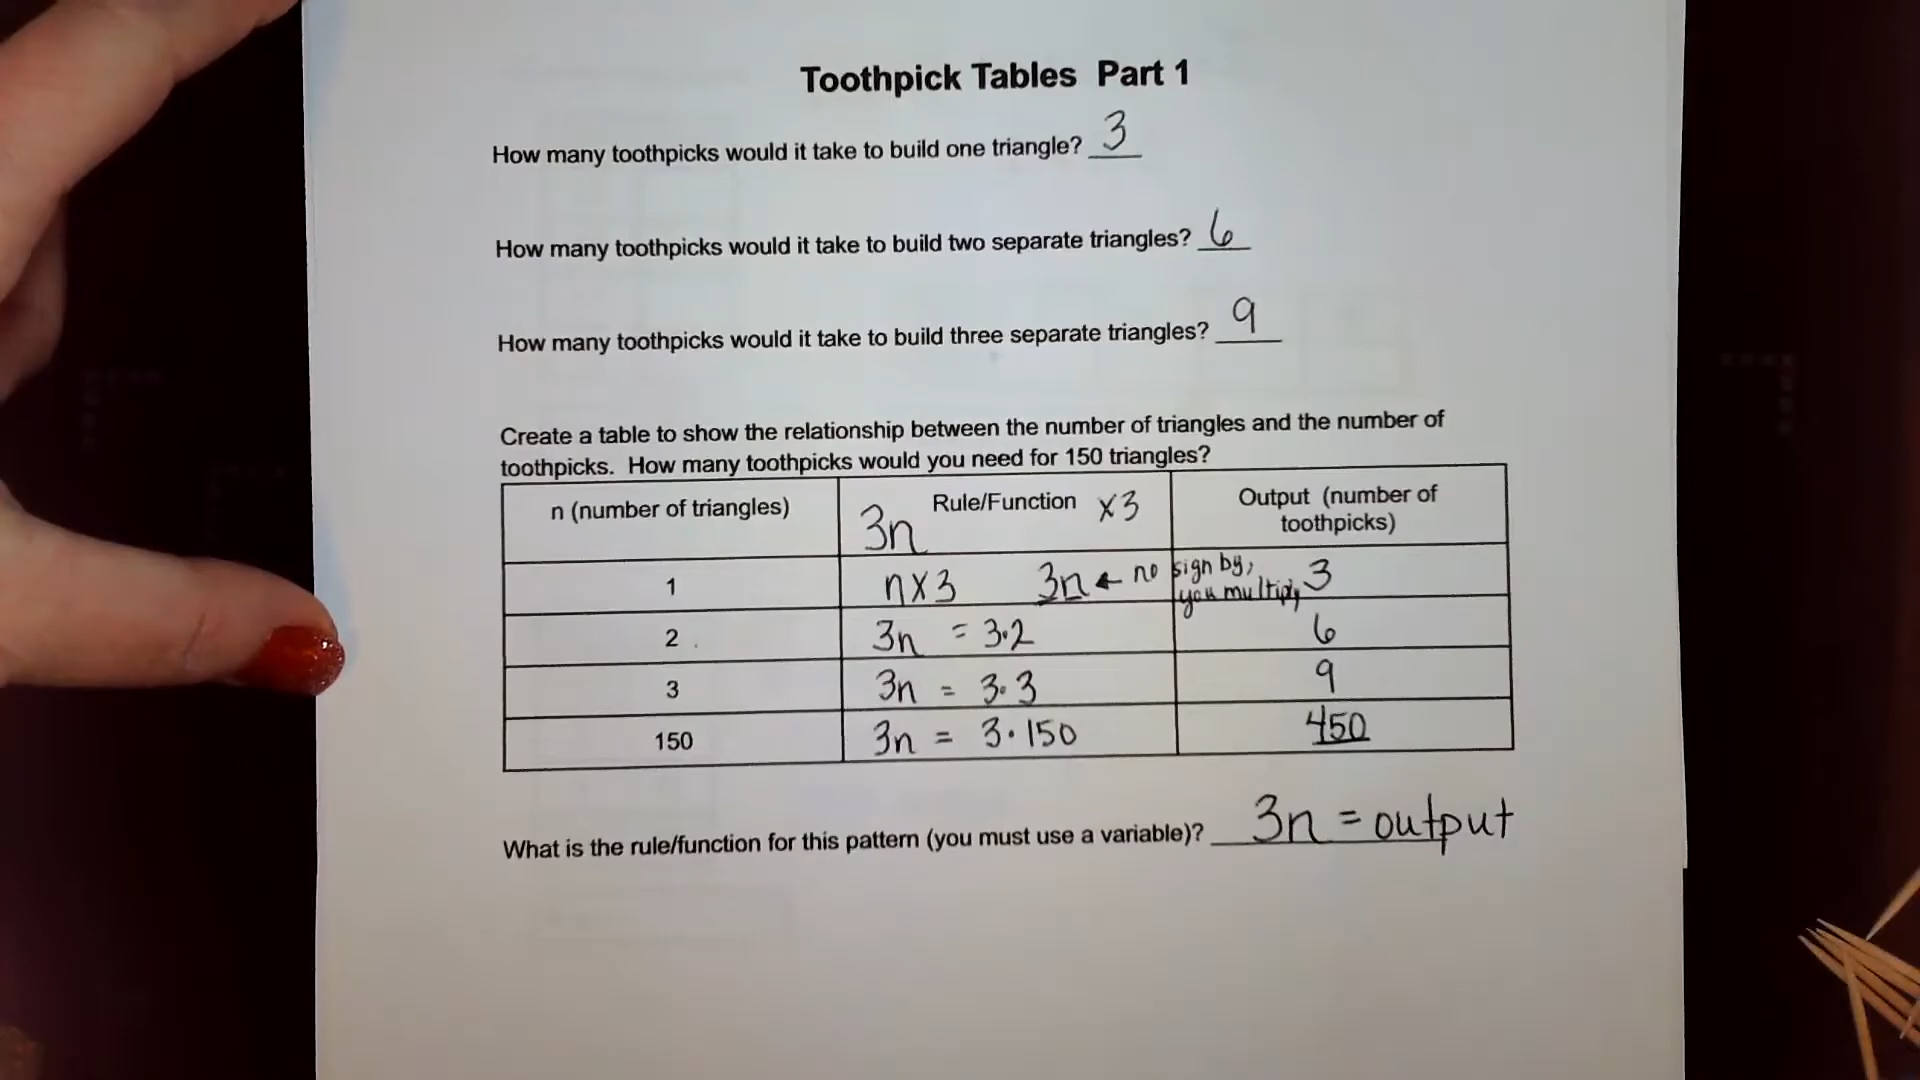 Toothpick Tables Part 1
How many toothpicks would it take to build one triangle? 3
How many toothpicks would it take to build two separate triangles? 6
How many toothpicks would it take to build three separate triangles? 9
Create a table to show the relationship between the number of triangles and the number of
toothpicks. How many toothpicks would you need for 150 triangles?
n (number of triangles)
3n Rule/Function x3
Output (number of
toothpicks)
1
nx3 3n ← no sign by,
you multiply
3
2
3n = 3·2
6
3
3n = 3·3
9
150
3n = 3·150
450
What is the rule/function for this pattern (you must use a variable)? 3n = output